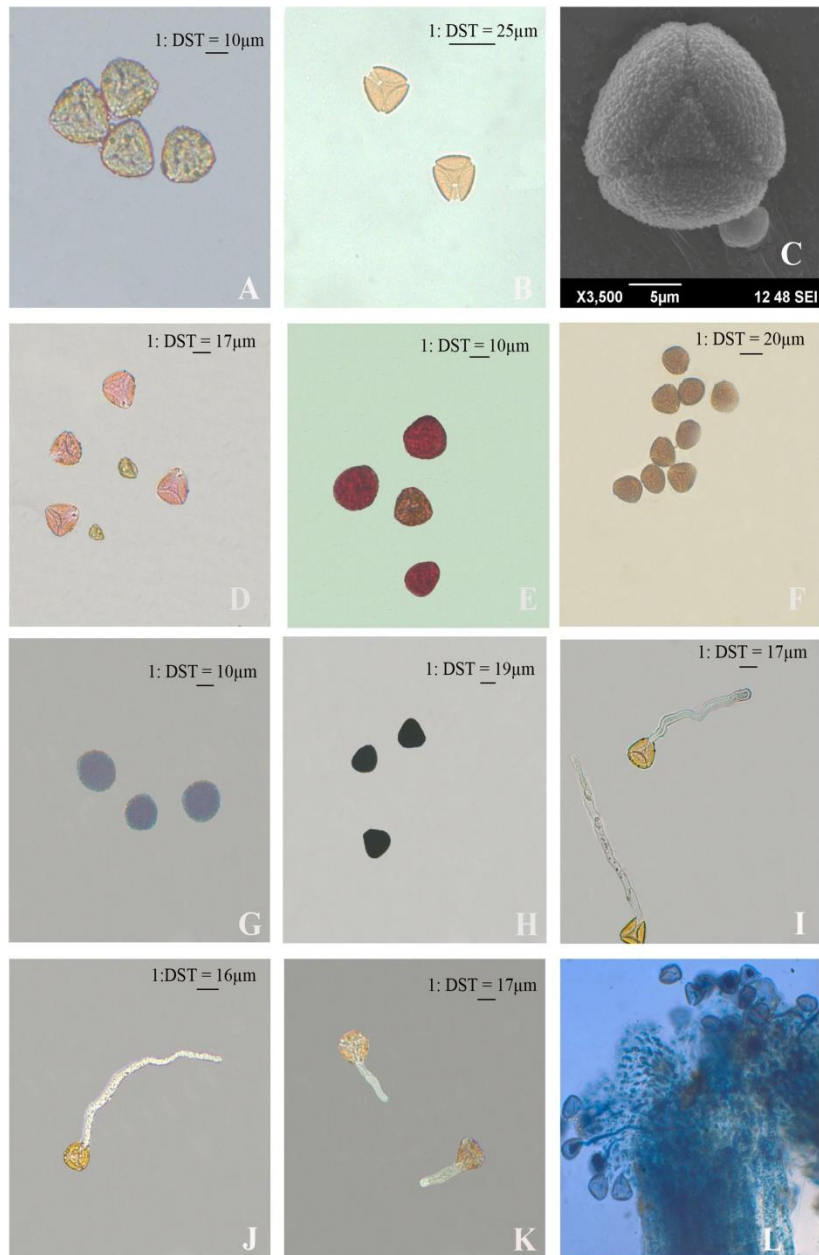 1: DST = 10µm
A
1: DST = 25µm
B
C
X3,500 5µm 12 48 SEI
1: DST = 17µm
D
1: DST = 10µm
E
1: DST = 20µm
F
1: DST = 10µm
G
1: DST = 19µm
H
1: DST = 17µm
I
1:DST = 16µm
J
1: DST = 17µm
K
L